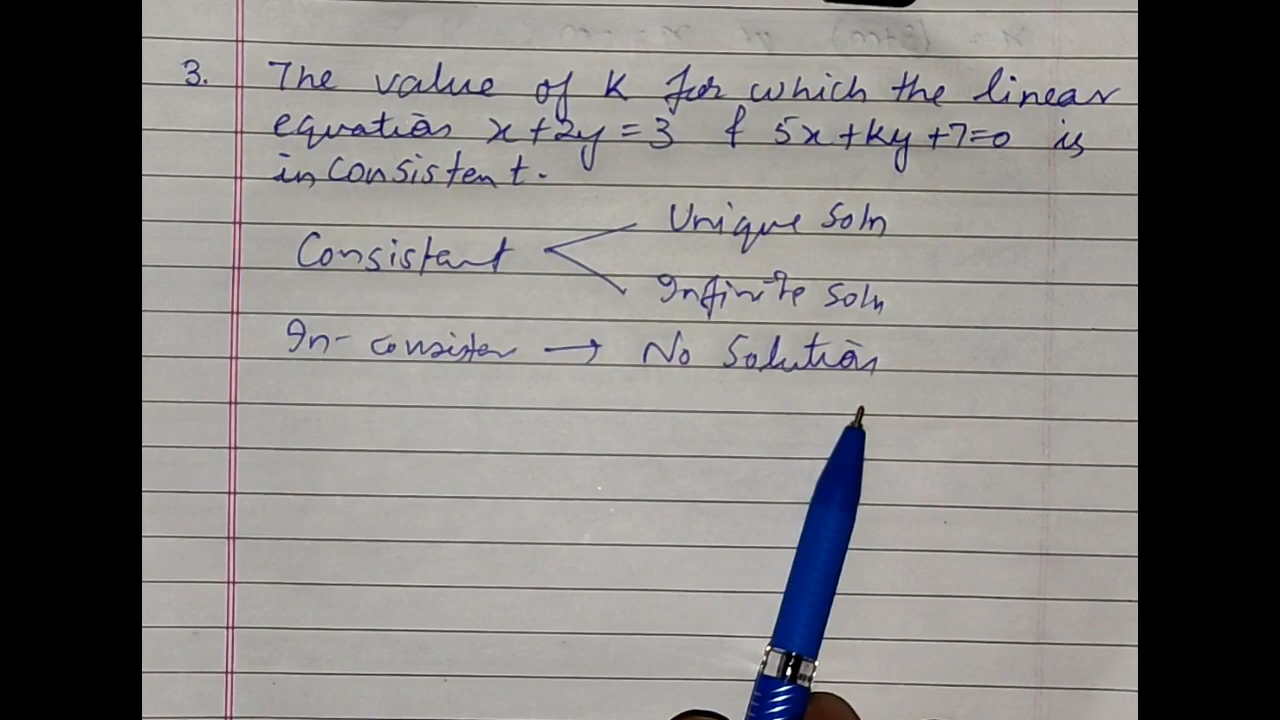 3. The value of K for which the linear
equation x+2y=3 & 5x+ky+7=0 is
inconsistent.
Unique Soln
Consistent
Infinite Soln
In-consisten → No Solution